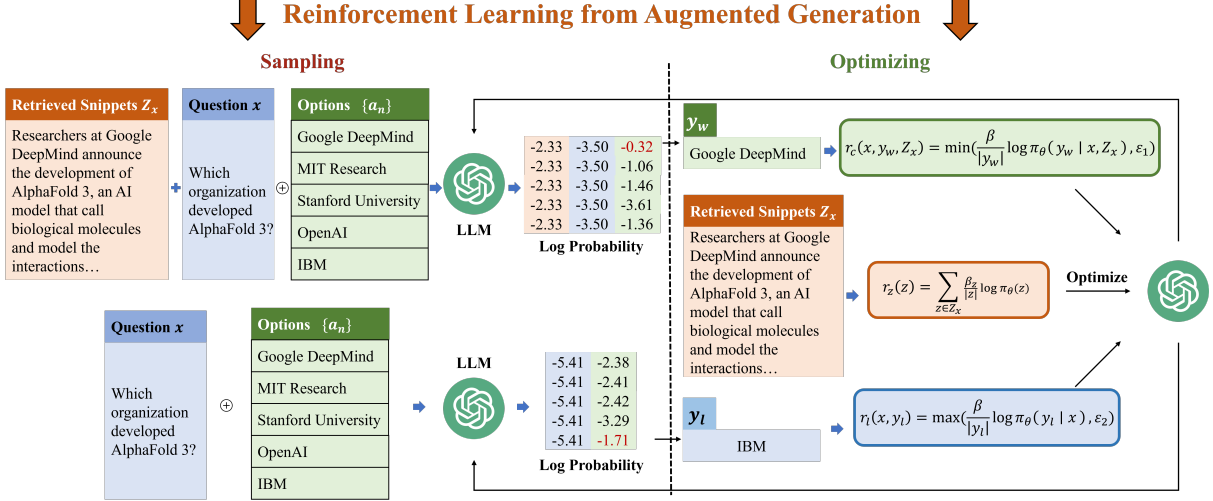 Reinforcement Learning from Augmented Generation
Sampling
Optimizing
Retrieved Snippets Z_x
Researchers at Google
DeepMind announce
the development of
AlphaFold 3, an AI
model that call
biological molecules
and model the
interactions…
+
Question x
Which
organization
developed
AlphaFold 3?
⊕
Options {a_n}
Google DeepMind
MIT Research
Stanford University
OpenAI
IBM
LLM
-2.33 -3.50 -0.32
-2.33 -3.50 -1.06
-2.33 -3.50 -1.46
-2.33 -3.50 -3.61
-2.33 -3.50 -1.36
Log Probability
y_w
Google DeepMind
r_c(x, y_w, Z_x) = min(β/|y_w| log π_θ(y_w | x, Z_x), ε_1)
Retrieved Snippets Z_x
Researchers at Google
DeepMind announce
the development of
AlphaFold 3, an AI
model that call
biological molecules
and model the
interactions…
r_z(z) = ∑_{z∈Z_x} β_z/|z| log π_θ(z)
Optimize
Question x
Which
organization
developed
AlphaFold 3?
⊕
Options {a_n}
Google DeepMind
MIT Research
Stanford University
OpenAI
IBM
LLM
-5.41 -2.38
-5.41 -2.41
-5.41 -2.42
-5.41 -3.29
-5.41 -1.71
Log Probability
y_l
IBM
r_l(x, y_l) = max(β/|y_l| log π_θ(y_l | x), ε_2)